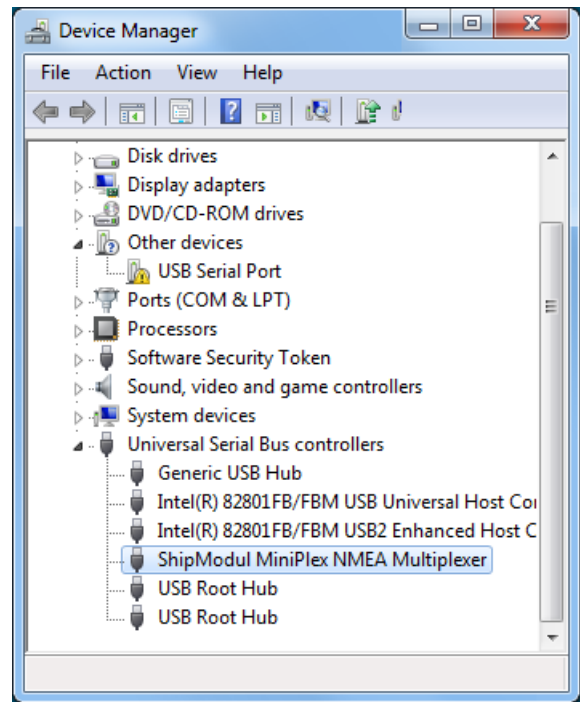 Device Manager
File Action View Help
Disk drives
Display adapters
DVD/CD-ROM drives
Other devices
USB Serial Port
Ports (COM & LPT)
Processors
Software Security Token
Sound, video and game controllers
System devices
Universal Serial Bus controllers
Generic USB Hub
Intel(R) 82801FB/FBM USB Universal Host Co
Intel(R) 82801FB/FBM USB2 Enhanced Host C
ShipModul MiniPlex NMEA Multiplexer
USB Root Hub
USB Root Hub